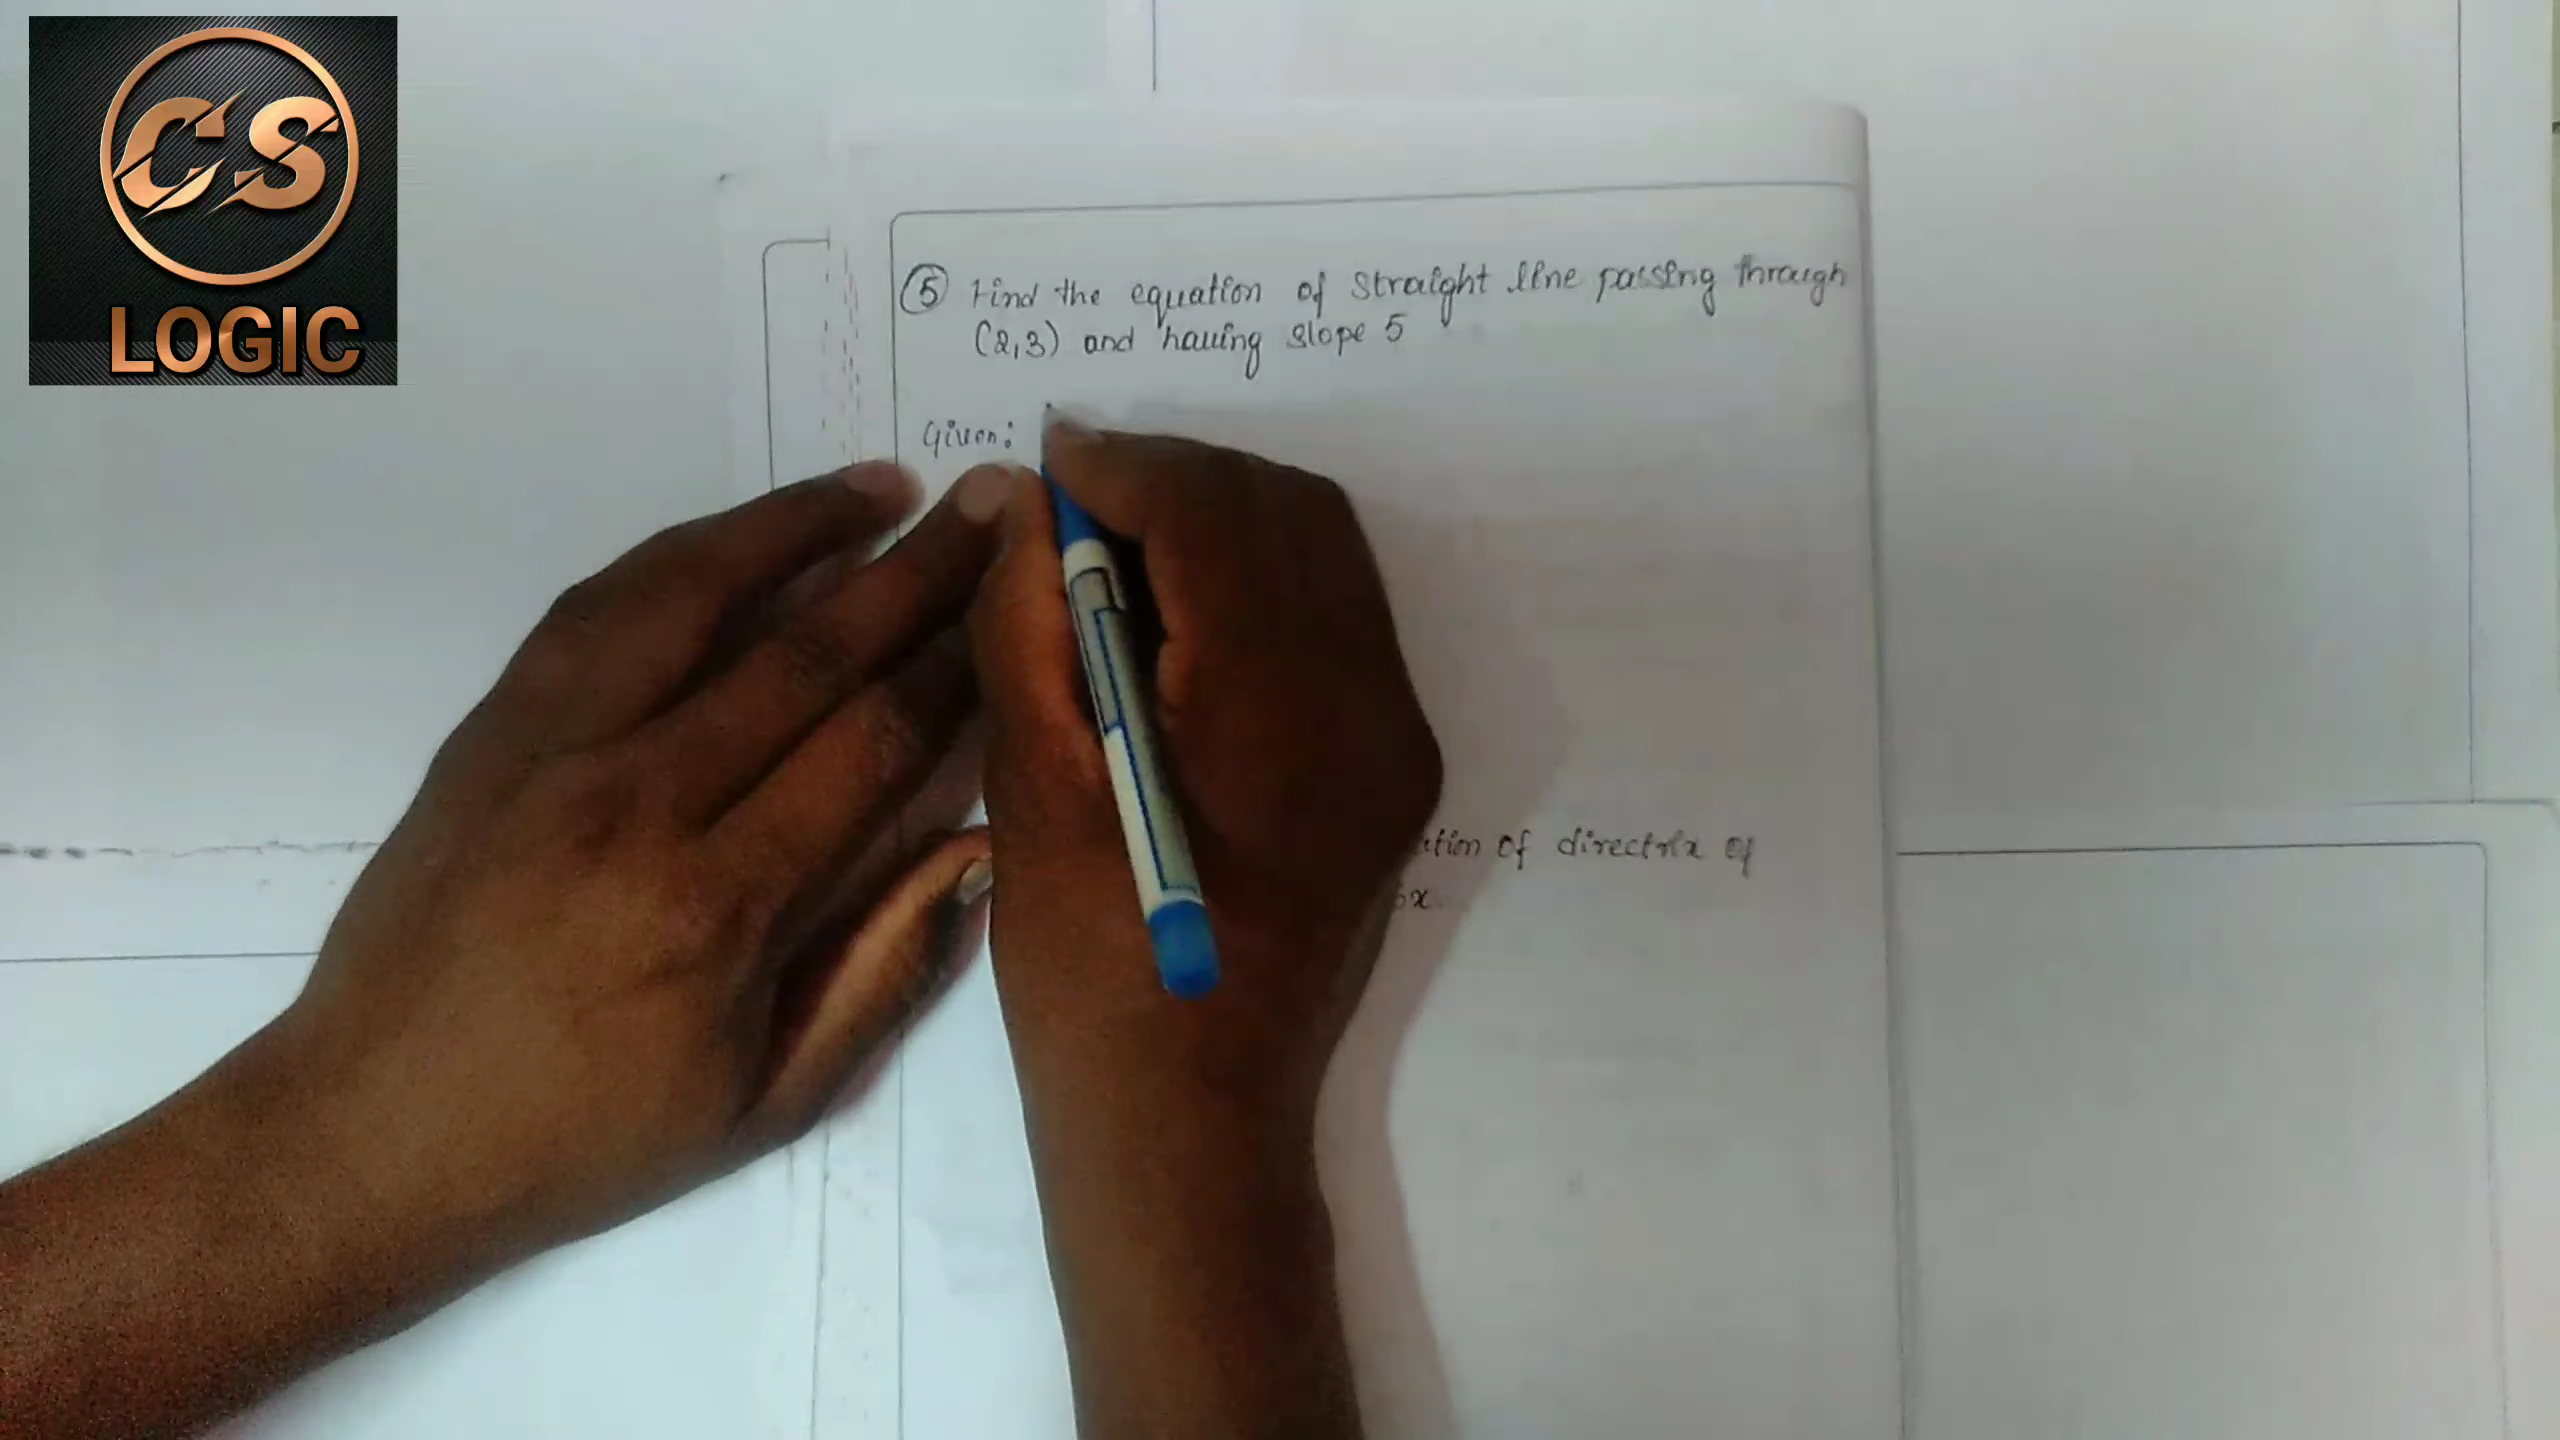 CS
LOGIC
5 Find the equation of straight line passing through
(2,3) and having slope 5
Given:
of directrix of